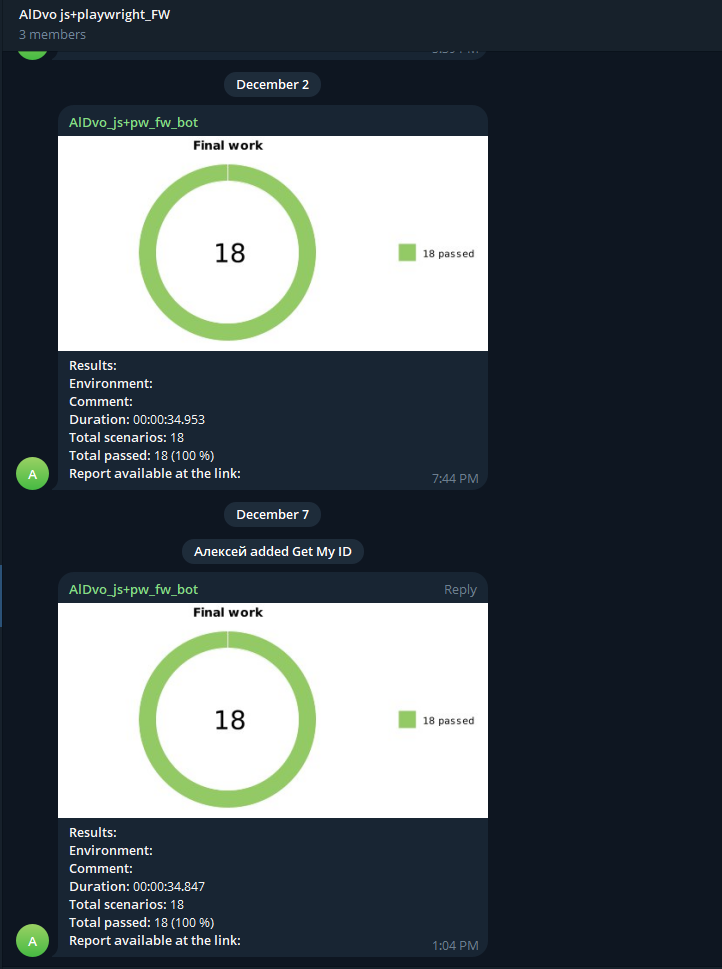 AlDvo js+playwright_FW
3 members
December 2
AlDvo_js+pw_fw_bot
Final work
18
18 passed
Results:
Environment:
Comment:
Duration: 00:00:34.953
Total scenarios: 18
Total passed: 18 (100 %)
Report available at the link:
A
7:44 PM
December 7
Алексей added Get My ID
AlDvo_js+pw_fw_bot
Reply
Final work
18
18 passed
Results:
Environment:
Comment:
Duration: 00:00:34.847
Total scenarios: 18
Total passed: 18 (100 %)
Report available at the link:
A
1:04 PM